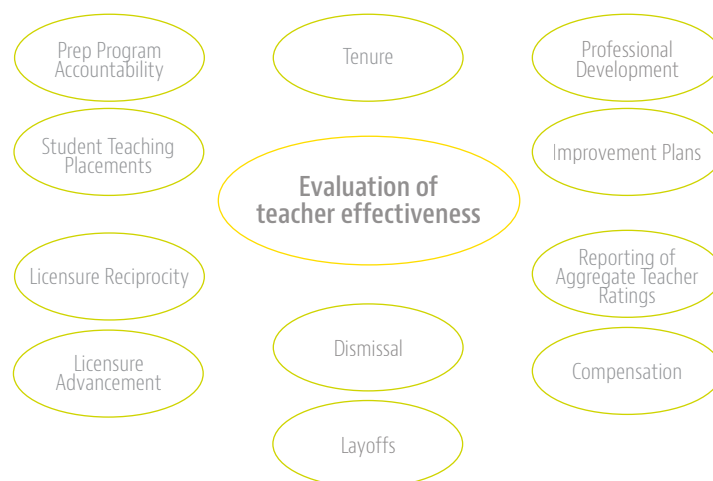 Prep Program
Accountability
Tenure
Professional
Development
Student Teaching
Placements
Improvement Plans
Evaluation of
teacher effectiveness
Licensure Reciprocity
Reporting of
Aggregate Teacher
Ratings
Licensure
Advancement
Dismissal
Compensation
Layoffs